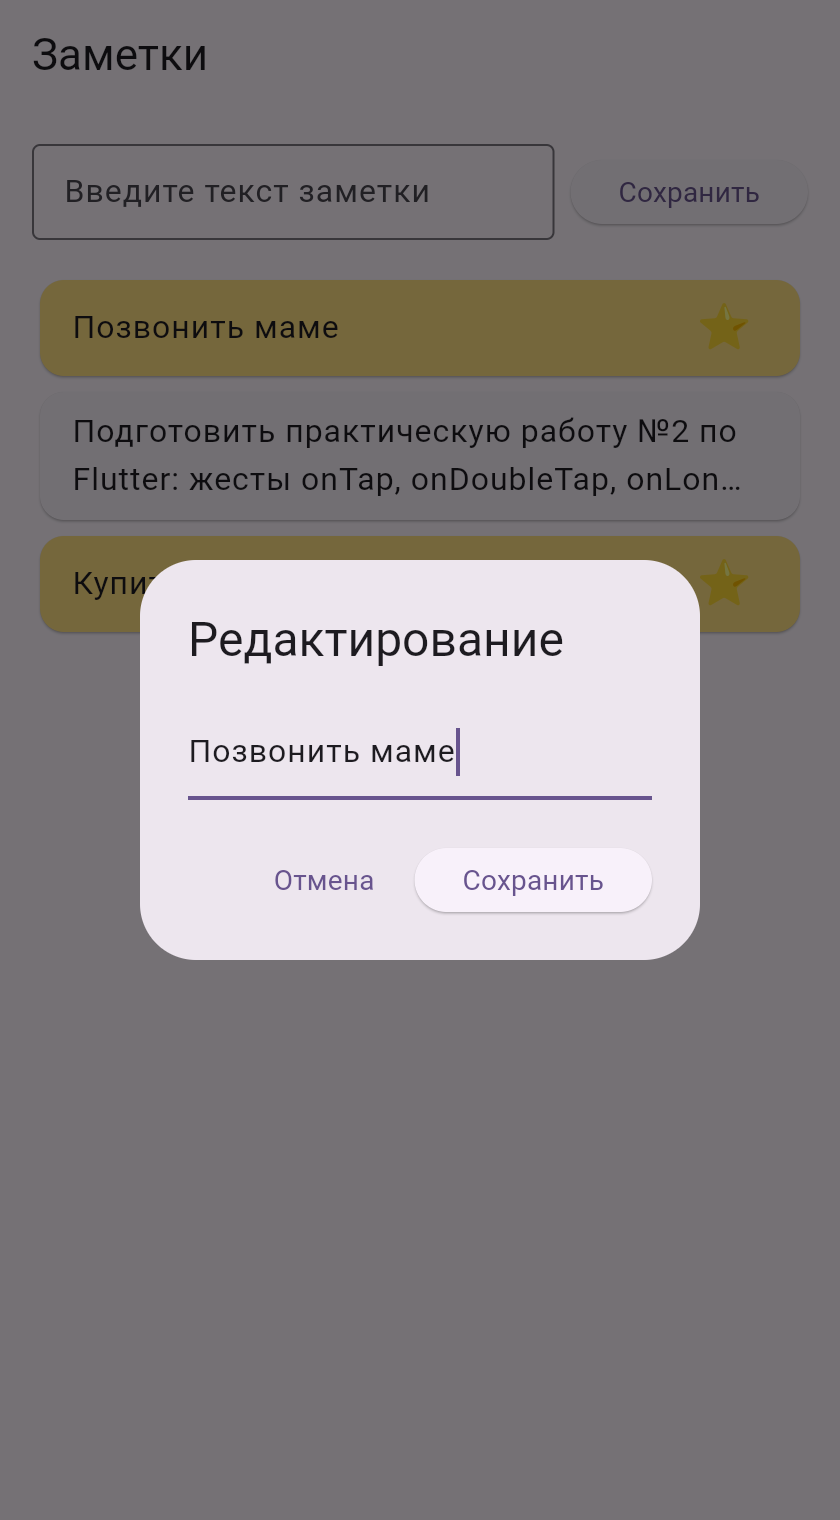 Заметки
Введите текст заметки
Сохранить
Позвонить маме
Подготовить практическую работу №2 по
Flutter: жесты onTap, onDoubleTap, onLon…
Редактирование
Позвонить маме
Отмена
Сохранить